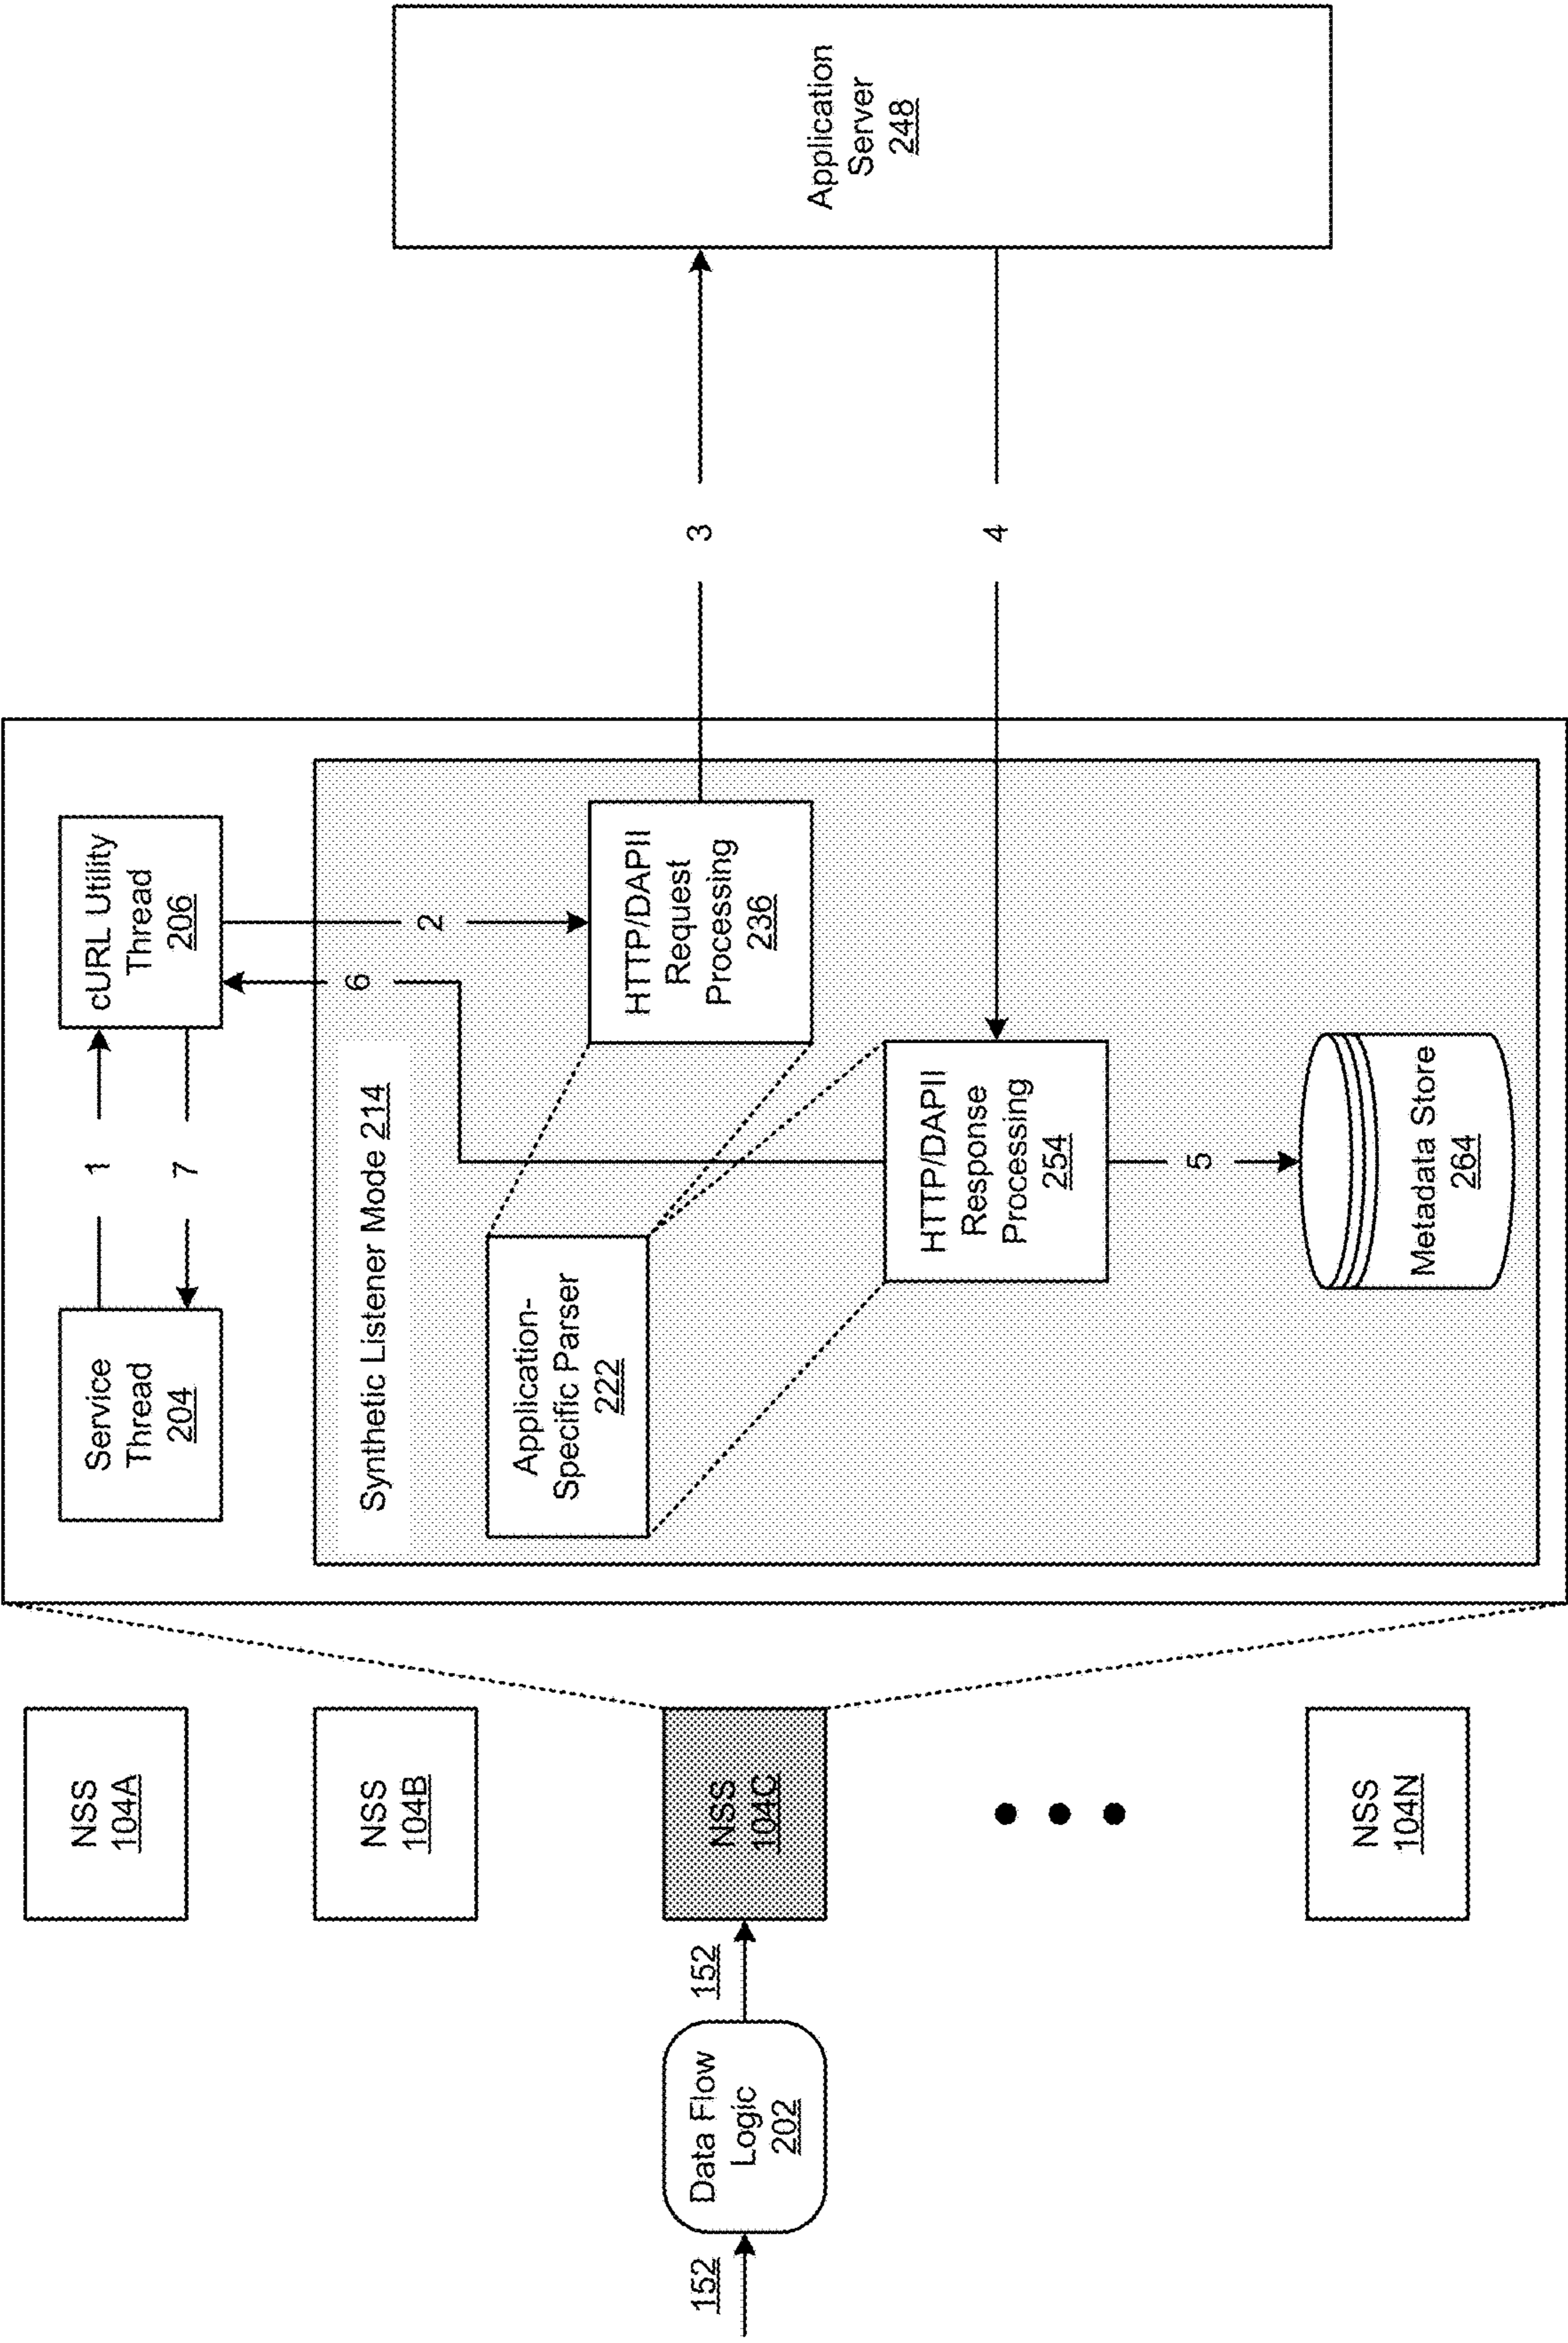 152
Data Flow
Logic
202
152
NSS
104A
NSS
104B
NSS
104C
NSS
104N
Service
Thread
204
1
7
cURL Utility
Thread
206
Synthetic Listener Mode 214
6
2
Application-
Specific Parser
222
HTTP/DAPII
Request
Processing
236
HTTP/DAPII
Response
Processing
254
5
Metadata Store
264
3
4
Application
Server
248